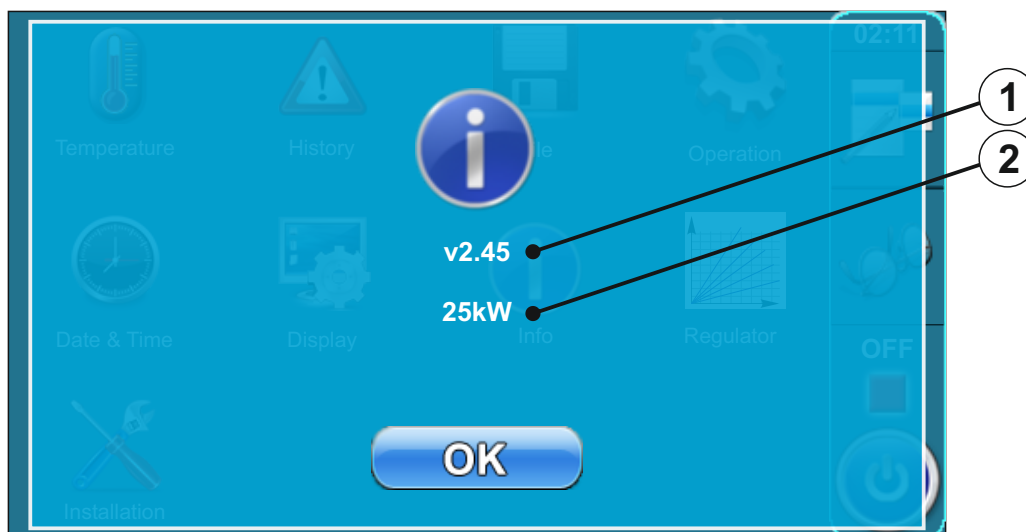 02:11
1
2
Temperature
History
Operation
v2.45
25kW
Date & Time
Display
Info
Regulator
OFF
OK
Installation